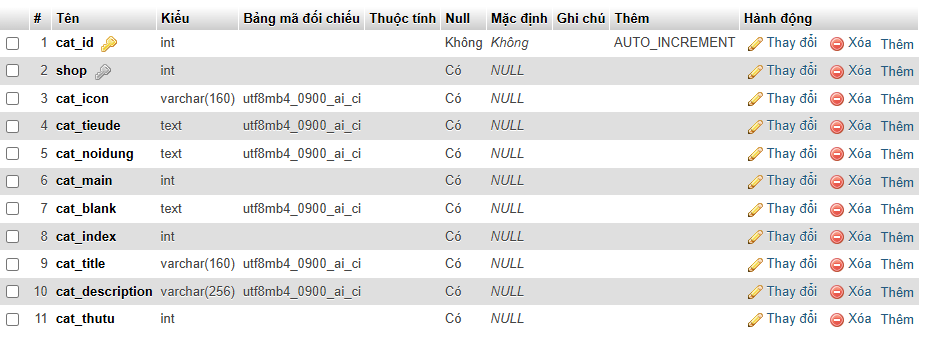 # Tên Kiểu Bảng mã đối chiếu Thuộc tính Null Mặc định Ghi chú Thêm Hành động
1 cat_id int Không Không AUTO_INCREMENT Thay đổi Xóa Thêm
2 shop int Có NULL Thay đổi Xóa Thêm
3 cat_icon varchar(160) utf8mb4_0900_ai_ci Có NULL Thay đổi Xóa Thêm
4 cat_tieude text utf8mb4_0900_ai_ci Có NULL Thay đổi Xóa Thêm
5 cat_noidung text utf8mb4_0900_ai_ci Có NULL Thay đổi Xóa Thêm
6 cat_main int Có NULL Thay đổi Xóa Thêm
7 cat_blank text utf8mb4_0900_ai_ci Có NULL Thay đổi Xóa Thêm
8 cat_index int Có NULL Thay đổi Xóa Thêm
9 cat_title varchar(160) utf8mb4_0900_ai_ci Có NULL Thay đổi Xóa Thêm
10 cat_description varchar(256) utf8mb4_0900_ai_ci Có NULL Thay đổi Xóa Thêm
11 cat_thutu int Có NULL Thay đổi Xóa Thêm